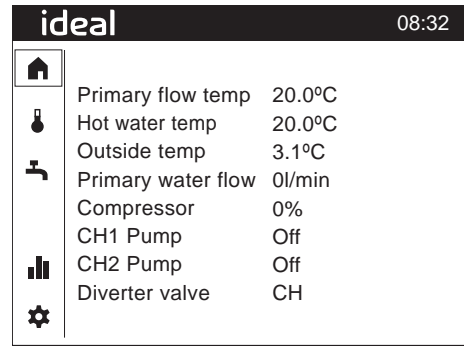 ideal 08:32
Primary flow temp 20.0ºC
Hot water temp 20.0ºC
Outside temp 3.1ºC
Primary water flow 0l/min
Compressor 0%
CH1 Pump Off
CH2 Pump Off
Diverter valve CH